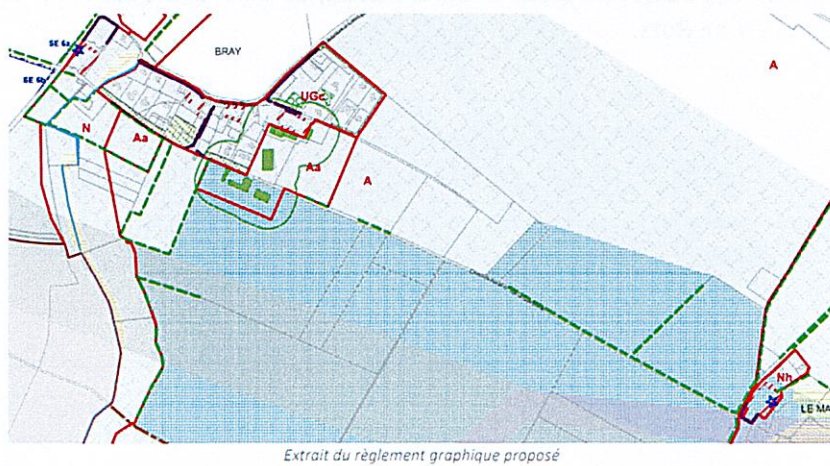 SE 6a
BRAY
A
SE 6b
UGc
N
Aa
Aa
A
Nh
LE MA
Extrait du règlement graphique proposé